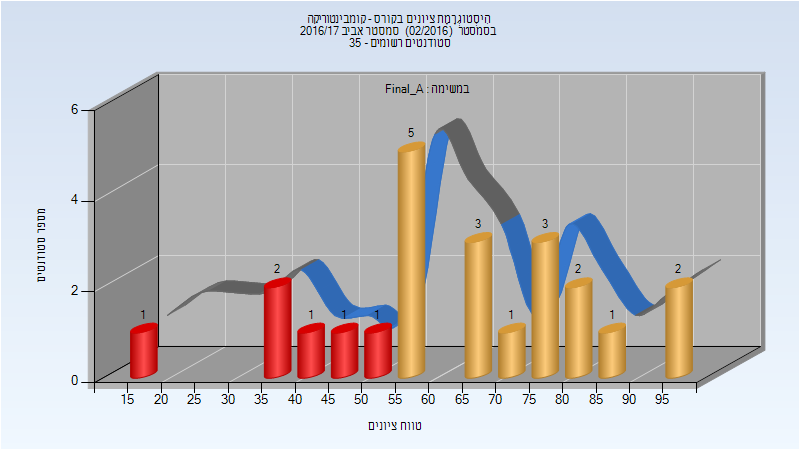 היסטוגרמת ציונים בקורס - קומבינטוריקה
בסמסטר (02/2016) סמסטר אביב 2016/17
סטודנטים רשומים - 35
במשימה : Final_A
מספר סטודנטים
6
4
2
0
1
2
1
1
1
5
3
1
3
2
1
2
15 20 25 30 35 40 45 50 55 60 65 70 75 80 85 90 95
טווח ציונים